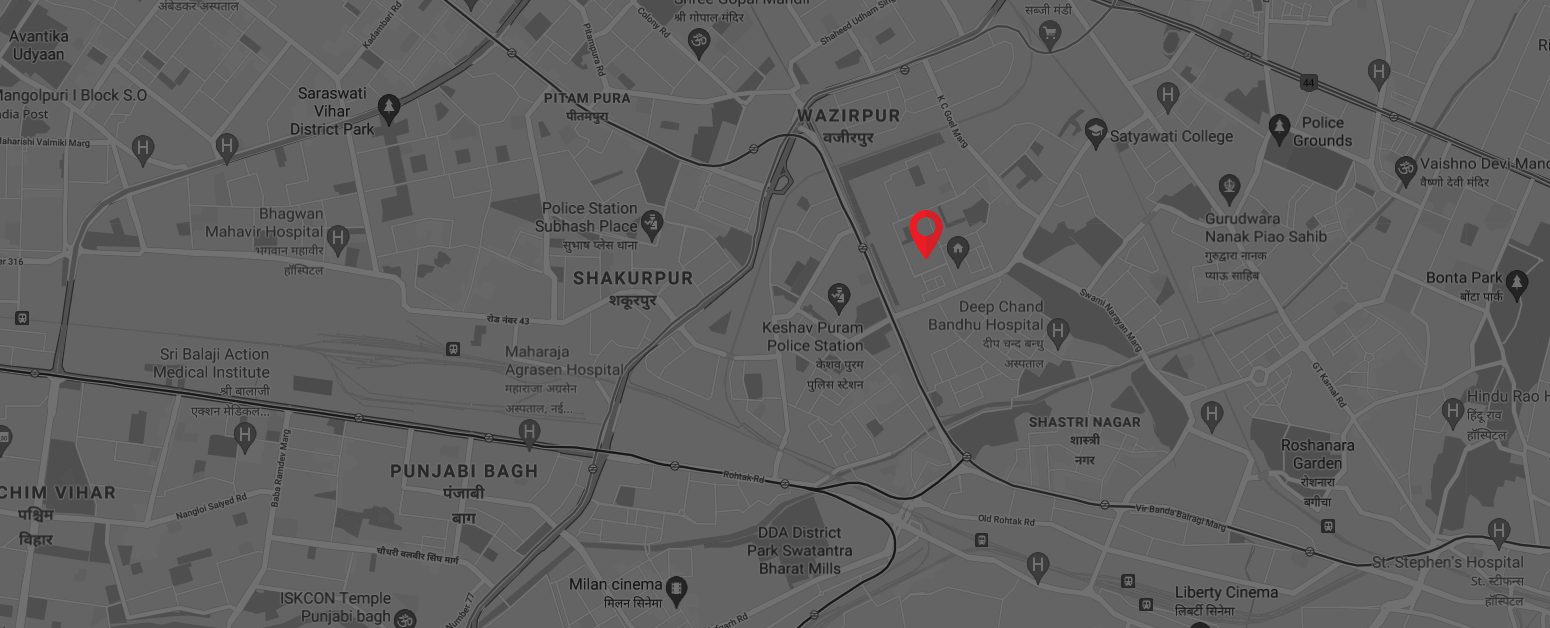 अंबेडकर अस्पताल
Kadambari Rd
Avantika
Udyaan
Colony Rd
Shree Gopal Mandir
श्री गोपाल मंदिर
Pitampura Rd
सब्जी मंडी
44
Mangolpuri I Block S.O
India Post
Maharishi Valmiki Marg
Saraswati
Vihar
District Park
PITAM PURA
पीतमपुरा
WAZIRPUR
वजीरपुर
K C Goel Marg
Satyawati College
Police
Grounds
Vaishno Devi Mand
वैष्णो देवी मंदिर
Bhagwan
Mahavir Hospital
भगवान महावीर
हॉस्पिटल
Police Station
Subhash Place
सुभाष प्लेस थाना
Gurudwara
Nanak Piao Sahib
गुरुद्वारा नानक
प्याऊ साहिब
er 316
SHAKURPUR
शकूरपुर
रोड नंबर 43
Keshav Puram
Police Station
केशव पुरम
पुलिस स्टेशन
Deep Chand
Bandhu Hospital
दीप चन्द बन्धु
अस्पताल
Swami Narayan Marg
Bonta Park
बोंटा पार्क
Sri Balaji Action
Medical Institute
श्री बालाजी
एक्शन मेडिकल...
Maharaja
Agrasen Hospital
महाराजा अग्रसेन
अस्पताल, नई...
GT Karnal Rd
Hindu Rao H
हिंदू राव
हॉस्पिटल
SHASTRI NAGAR
शास्त्री
नगर
Roshanara
Garden
रोशनारा
बगीचा
PUNJABI BAGH
पंजाबी
बाग
Baba Ramdev Marg
Rohtak Rd
CHIM VIHAR
पश्चिम
विहार
Nangloi Saiyed Rd
चौधरी बलबीर सिंघ मार्ग
DDA District
Park Swatantra
Bharat Mills
Old Rohtak Rd
Vir Banda Bairagi Marg
St. Stephen's Hospital
St. स्टीफन्स
हॉस्पिटल
Milan cinema
मिलन सिनेमा
Liberty Cinema
लिबर्टी सिनेमा
ISKCON Temple
Punjabi bagh
Number 77